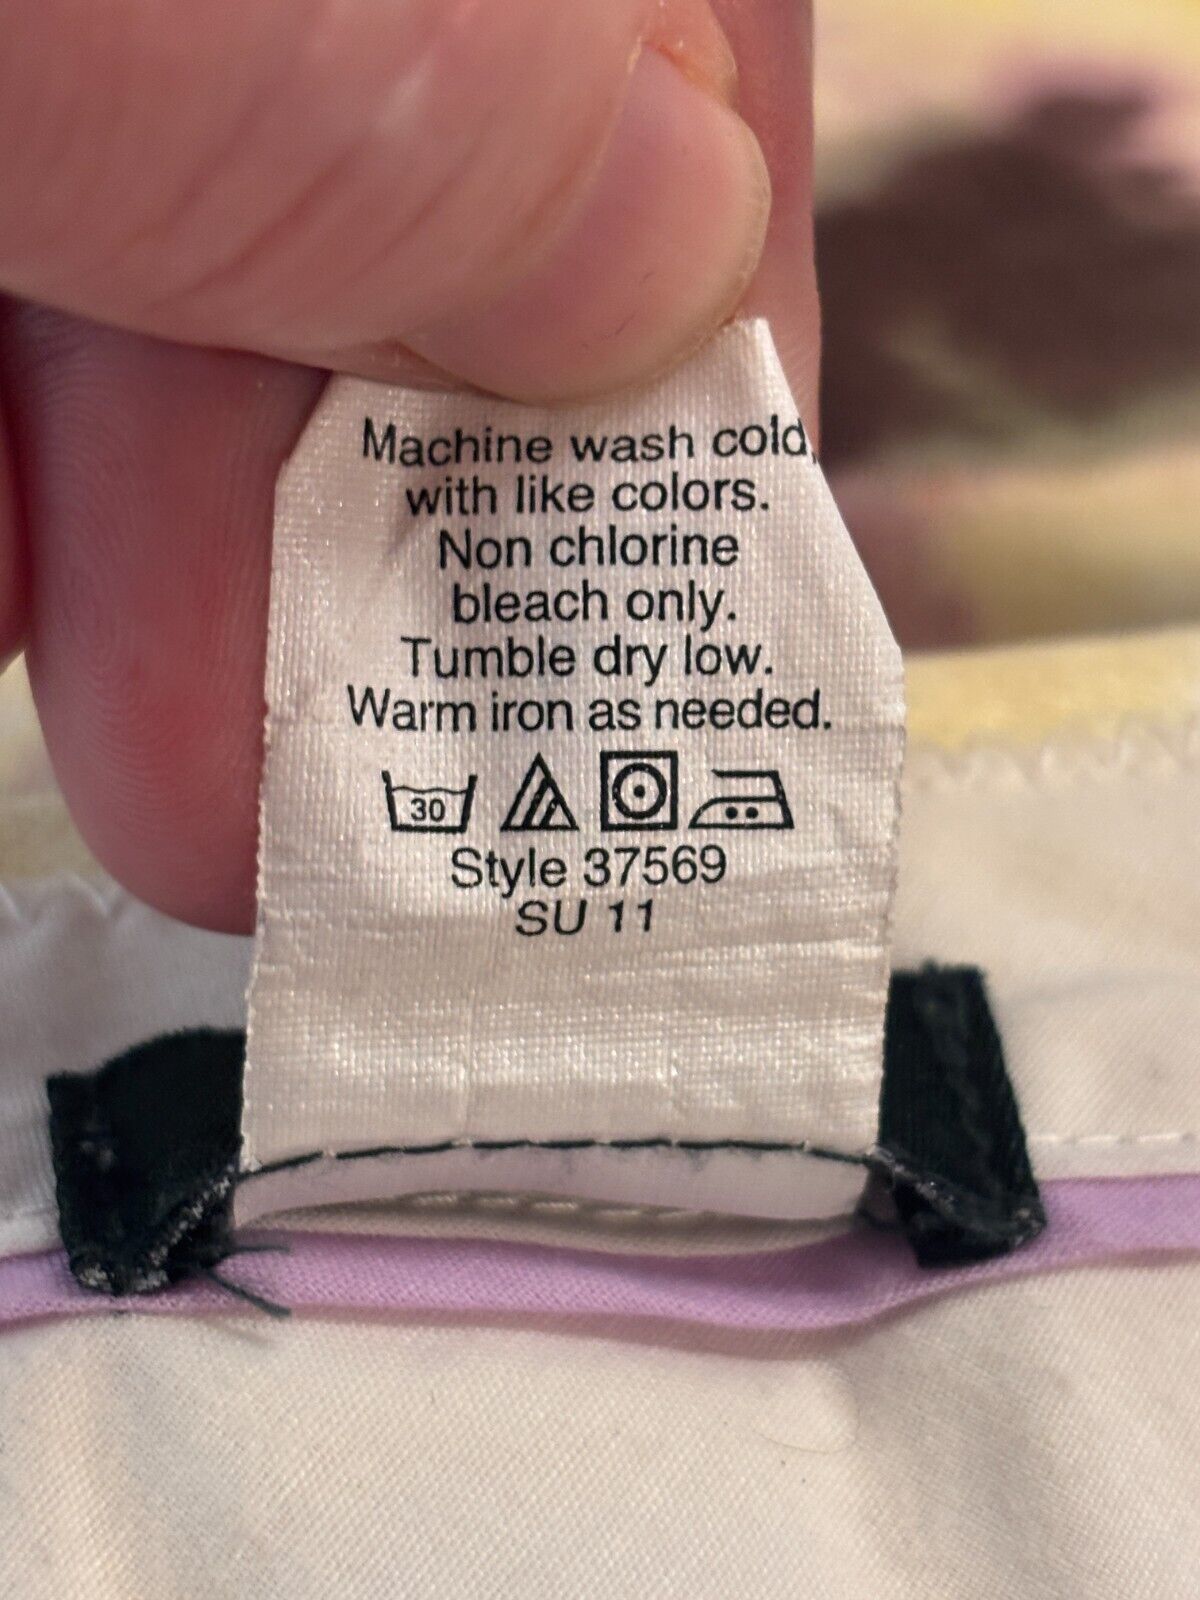 Machine wash cold,
with like colors.
Non chlorine
bleach only.
Tumble dry low.
Warm iron as needed.
30
Style 37569
SU 11